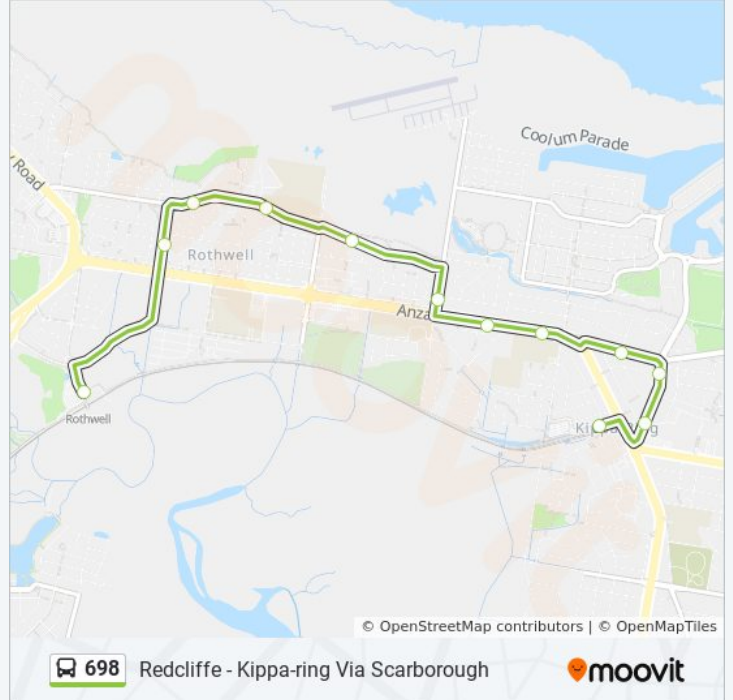 Coolum Parade
Road
Rothwell
Anza
Rothwell
© OpenStreetMap contributors | © OpenMapTiles
698 Redcliffe - Kippa-ring Via Scarborough
moovit